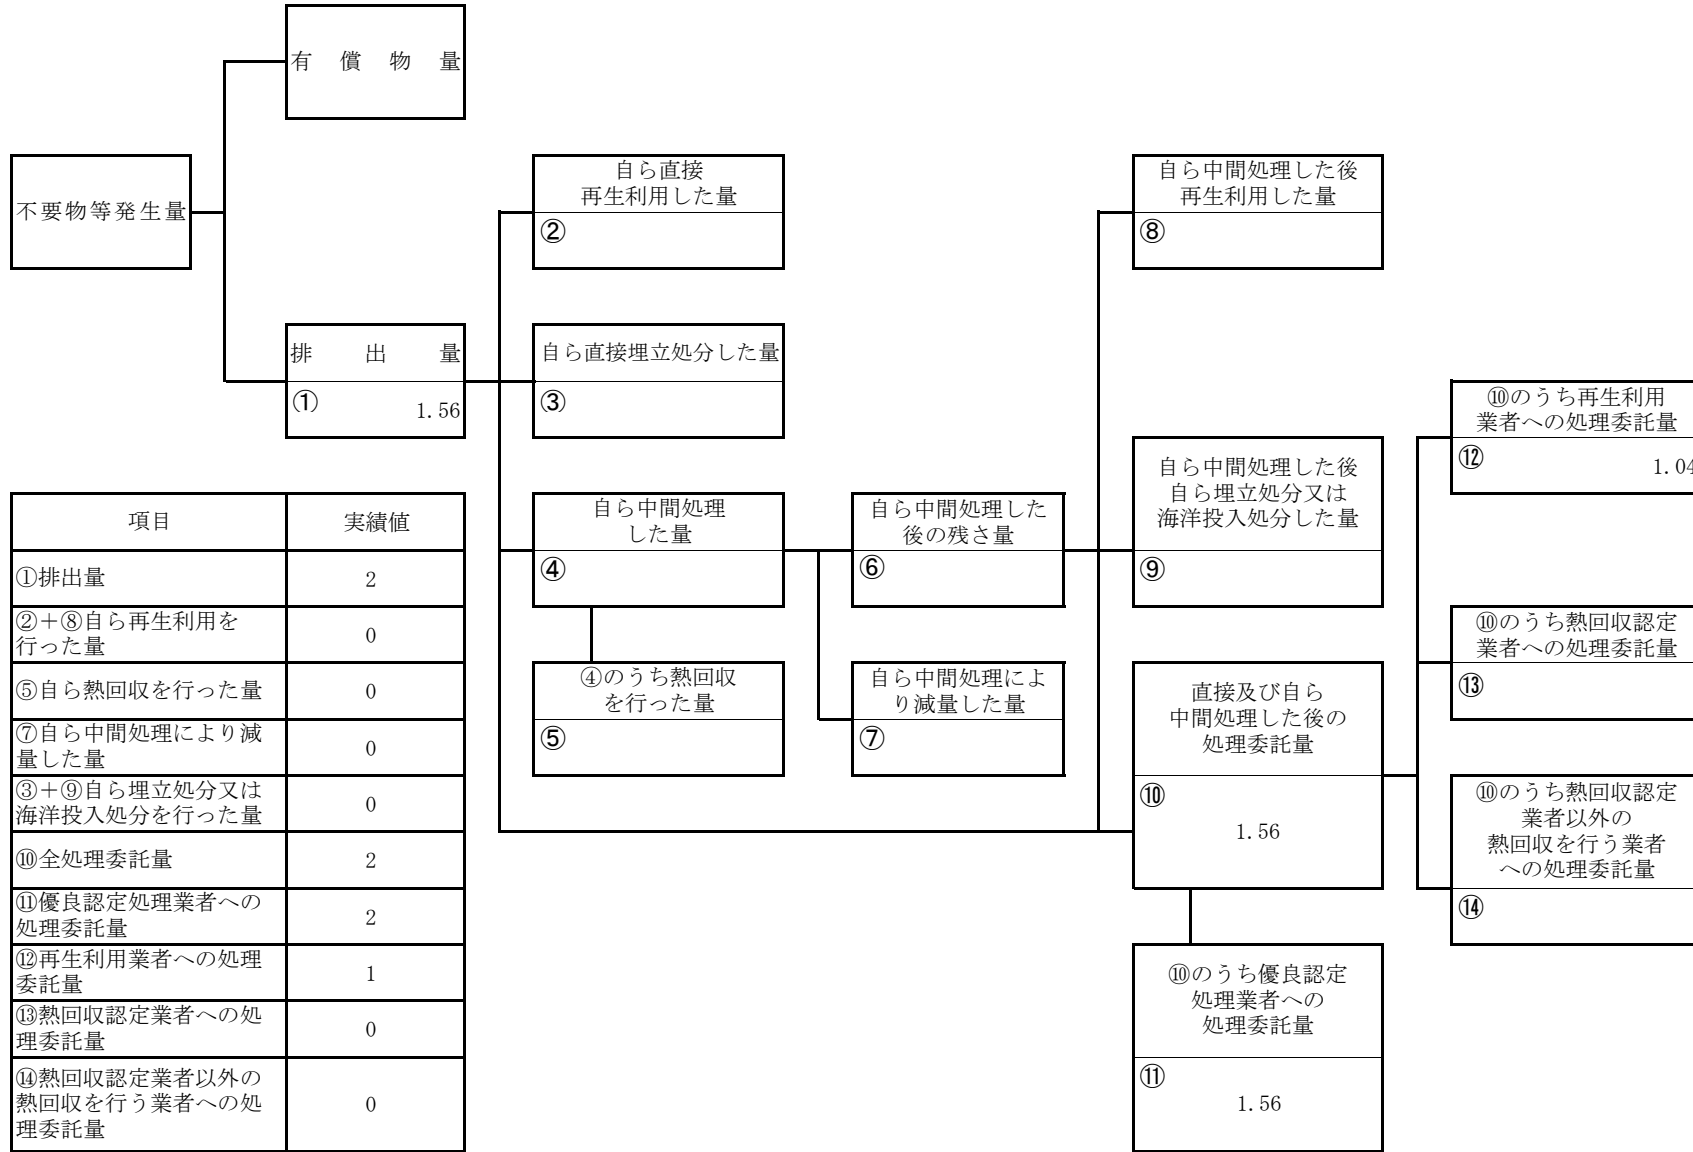 有償物量
不要物等発生量
自ら直接
再生利用した量
②
自ら中間処理した後
再生利用した量
⑧
排出量
① 1.56
自ら直接埋立処分した量
③
⑩のうち再生利用
業者への処理委託量
⑫ 1.04
自ら中間処理
した量
④
自ら中間処理した
後の残さ量
⑥
自ら中間処理した後
自ら埋立処分又は
海洋投入処分した量
⑨
⑩のうち熱回収認定
業者への処理委託量
⑬
④のうち熱回収
を行った量
⑤
自ら中間処理によ
り減量した量
⑦
直接及び自ら
中間処理した後の
処理委託量
⑩
1.56
⑩のうち熱回収認定
業者以外の
熱回収を行う業者
への処理委託量
⑭
⑩のうち優良認定
処理業者への
処理委託量
⑪
1.56
項目 実績値
①排出量 2
②＋⑧自ら再生利用を
行った量 0
⑤自ら熱回収を行った量 0
⑦自ら中間処理により減
量した量 0
③＋⑨自ら埋立処分又は
海洋投入処分を行った量 0
⑩全処理委託量 2
⑪優良認定処理業者への
処理委託量 2
⑫再生利用業者への処理
委託量 1
⑬熱回収認定業者への処
理委託量 0
⑭熱回収認定業者以外の
熱回収を行う業者への処
理委託量 0